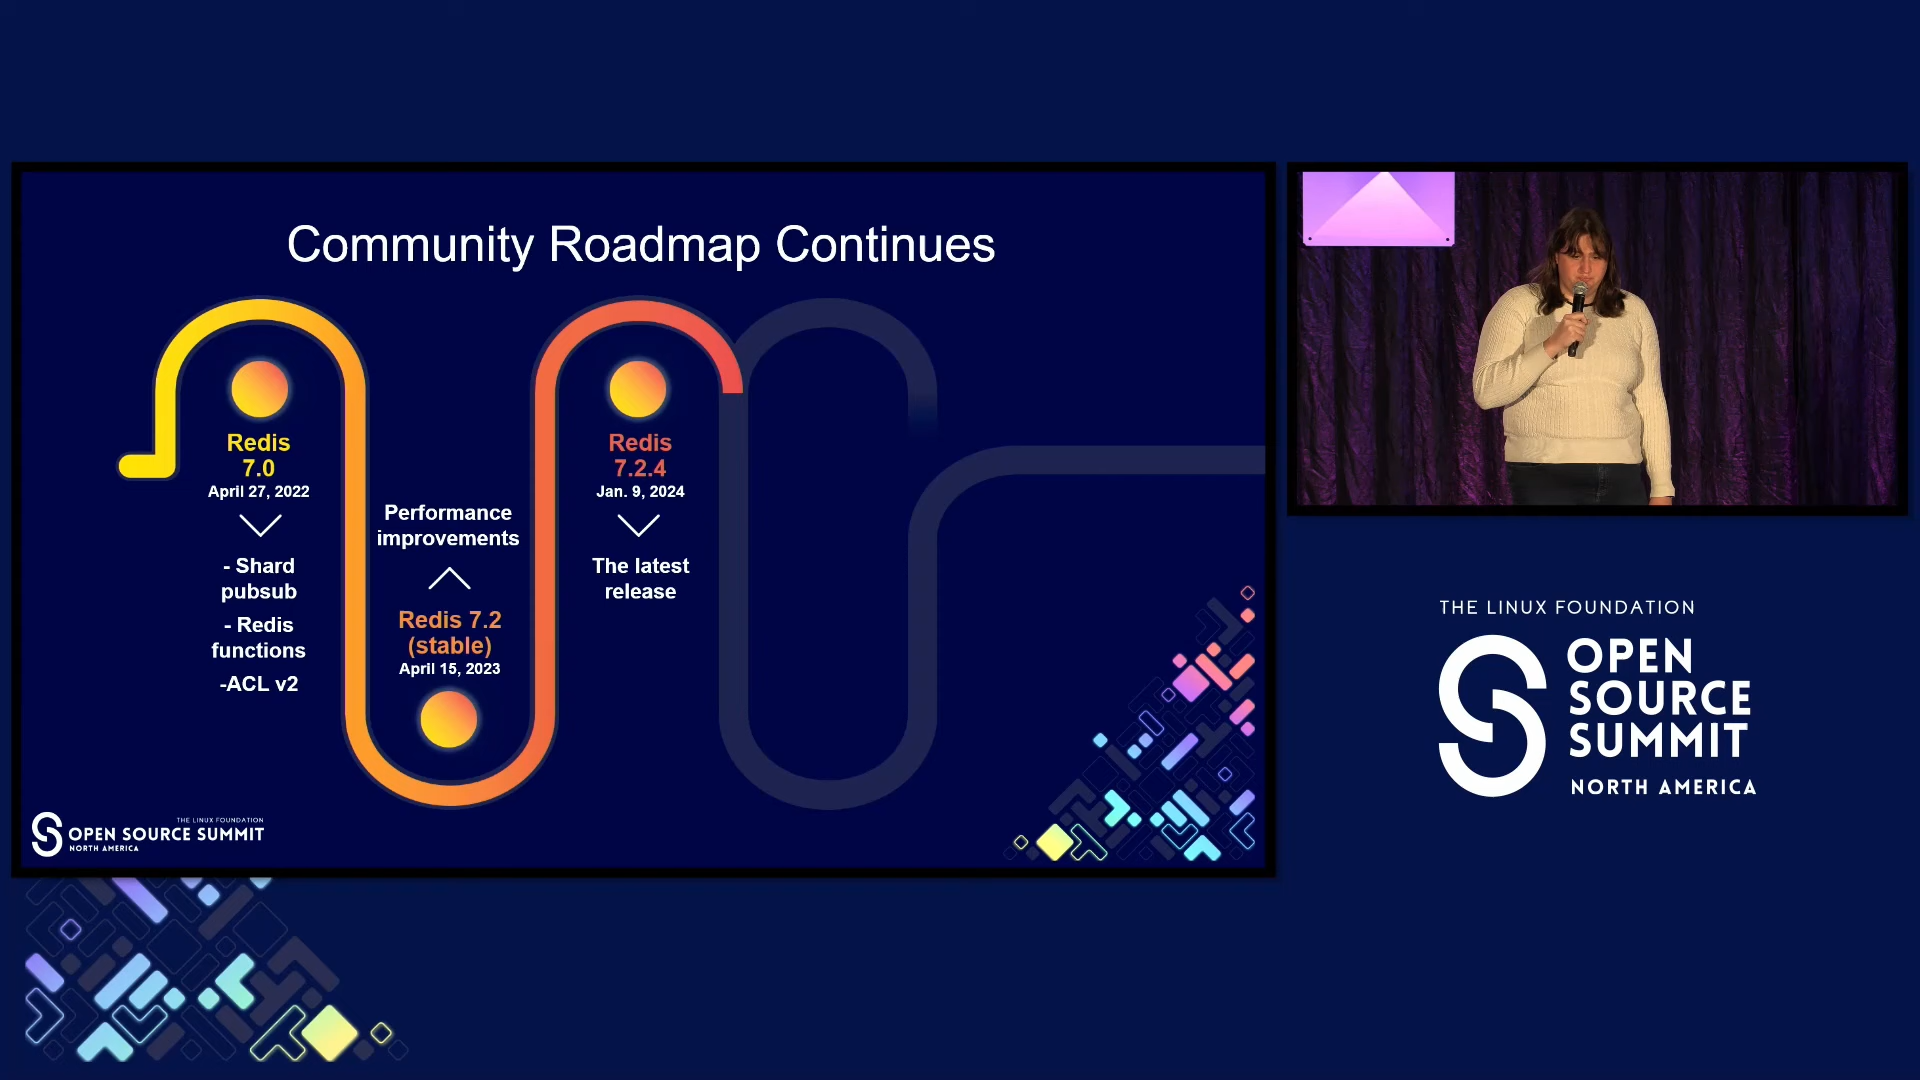 Community Roadmap Continues
Redis
7.0
April 27, 2022
- Shard
pubsub
- Redis
functions
-ACL v2
Performance
improvements
Redis 7.2
(stable)
April 15, 2023
Redis
7.2.4
Jan. 9, 2024
The latest
release
THE LINUX FOUNDATION
OPEN SOURCE SUMMIT
NORTH AMERICA
THE LINUX FOUNDATION
OPEN
SOURCE
SUMMIT
NORTH AMERICA